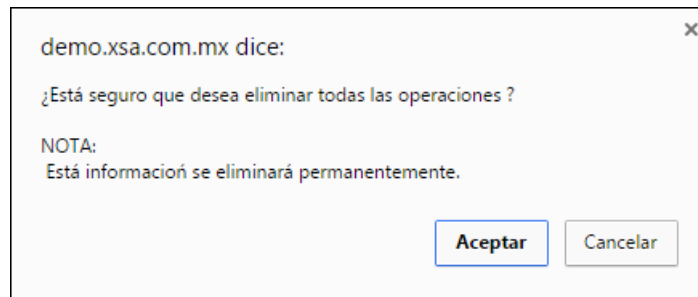 demo.xsa.com.mx dice:
¿Está seguro que desea eliminar todas las operaciones ?
NOTA:
Está informacioń se eliminará permanentemente.
Aceptar Cancelar